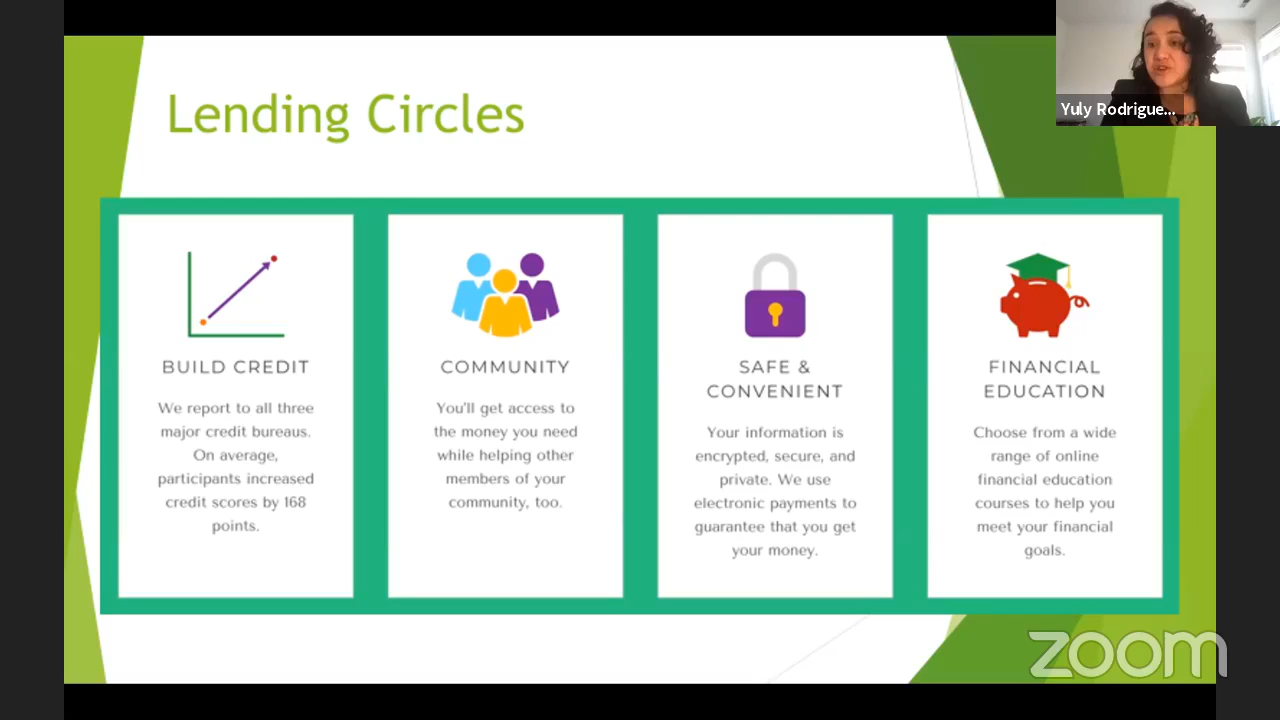 Lending Circles
Yuly Rodrigue...
BUILD CREDIT
We report to all three
major credit bureaus.
On average,
participants increased
credit scores by 168
points.
COMMUNITY
You'll get access to
the money you need
while helping other
members of your
community, too.
SAFE &
CONVENIENT
Your information is
encrypted, secure, and
private. We use
electronic payments to
guarantee that you get
your money.
FINANCIAL
EDUCATION
Choose from a wide
range of online
financial education
courses to help you
meet your financial
goals.
zoom